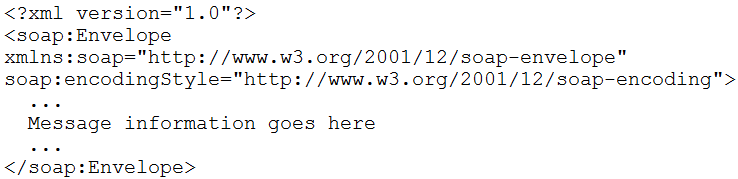 <?xml version="1.0"?>
<soap:Envelope
xmlns:soap="http://www.w3.org/2001/12/soap-envelope"
soap:encodingStyle="http://www.w3.org/2001/12/soap-encoding">
...
Message information goes here
...
</soap:Envelope>